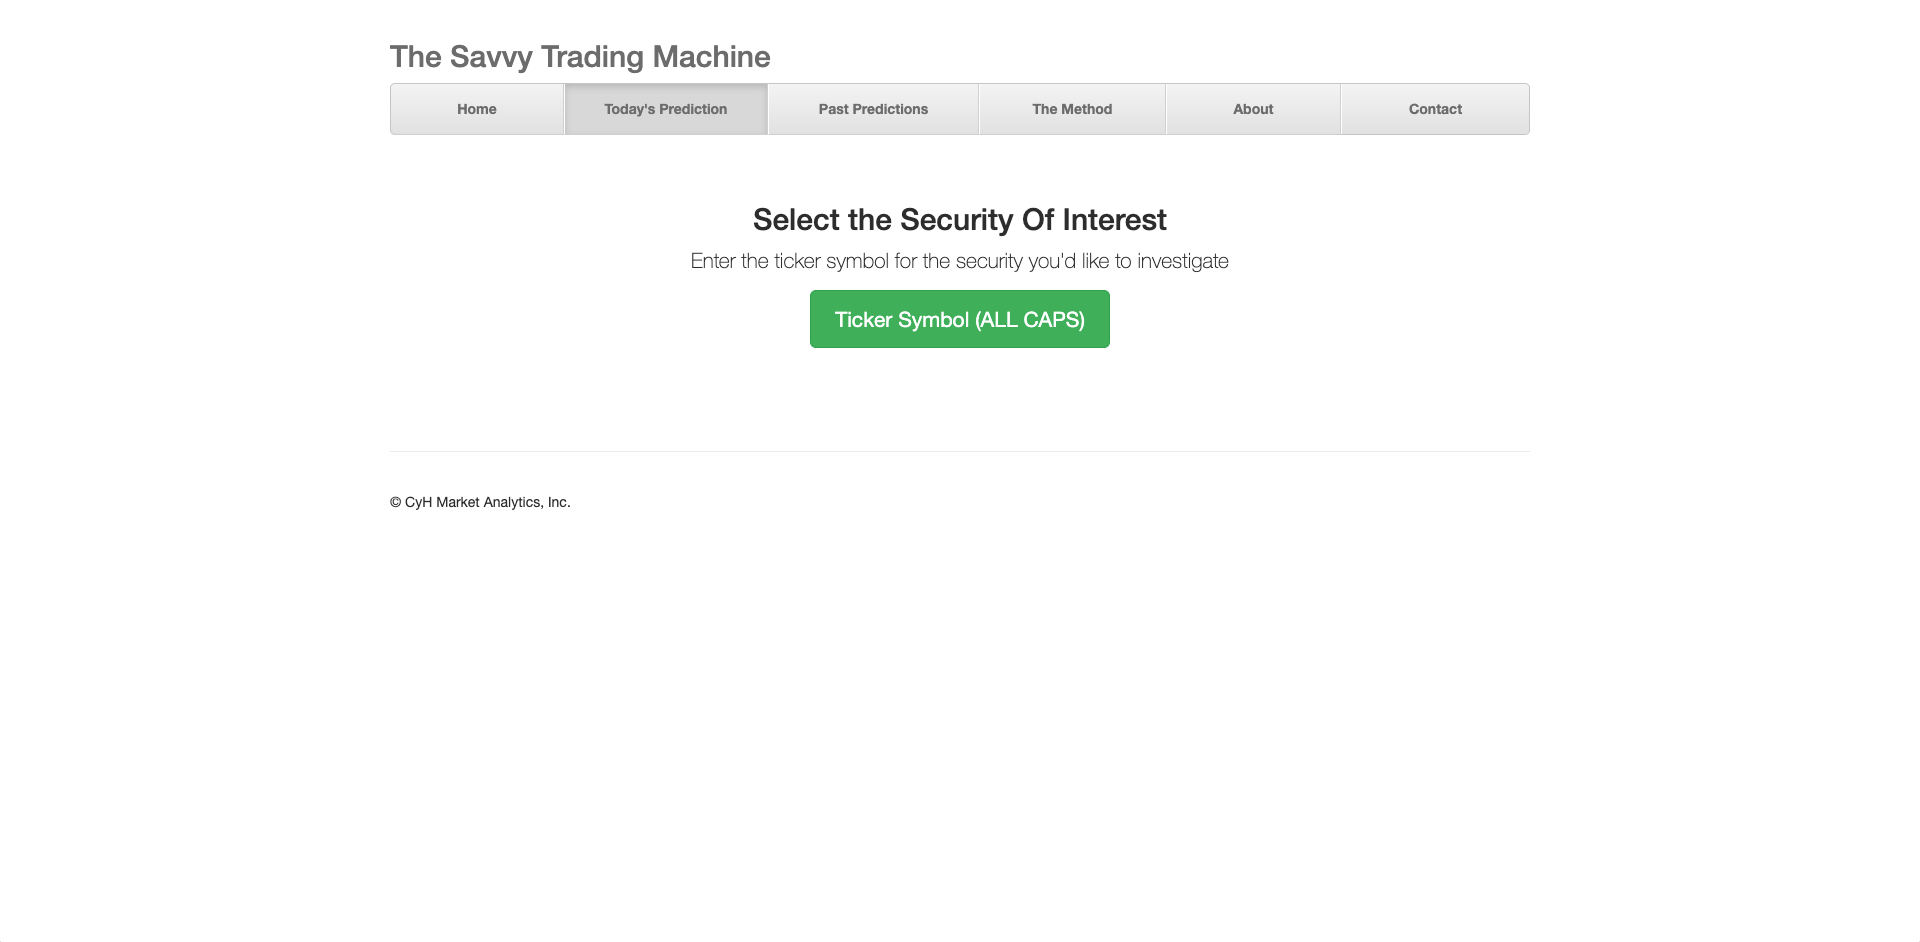 The Savvy Trading Machine
Home Today's Prediction Past Predictions The Method About Contact
Select the Security Of Interest
Enter the ticker symbol for the security you'd like to investigate
Ticker Symbol (ALL CAPS)
© CyH Market Analytics, Inc.